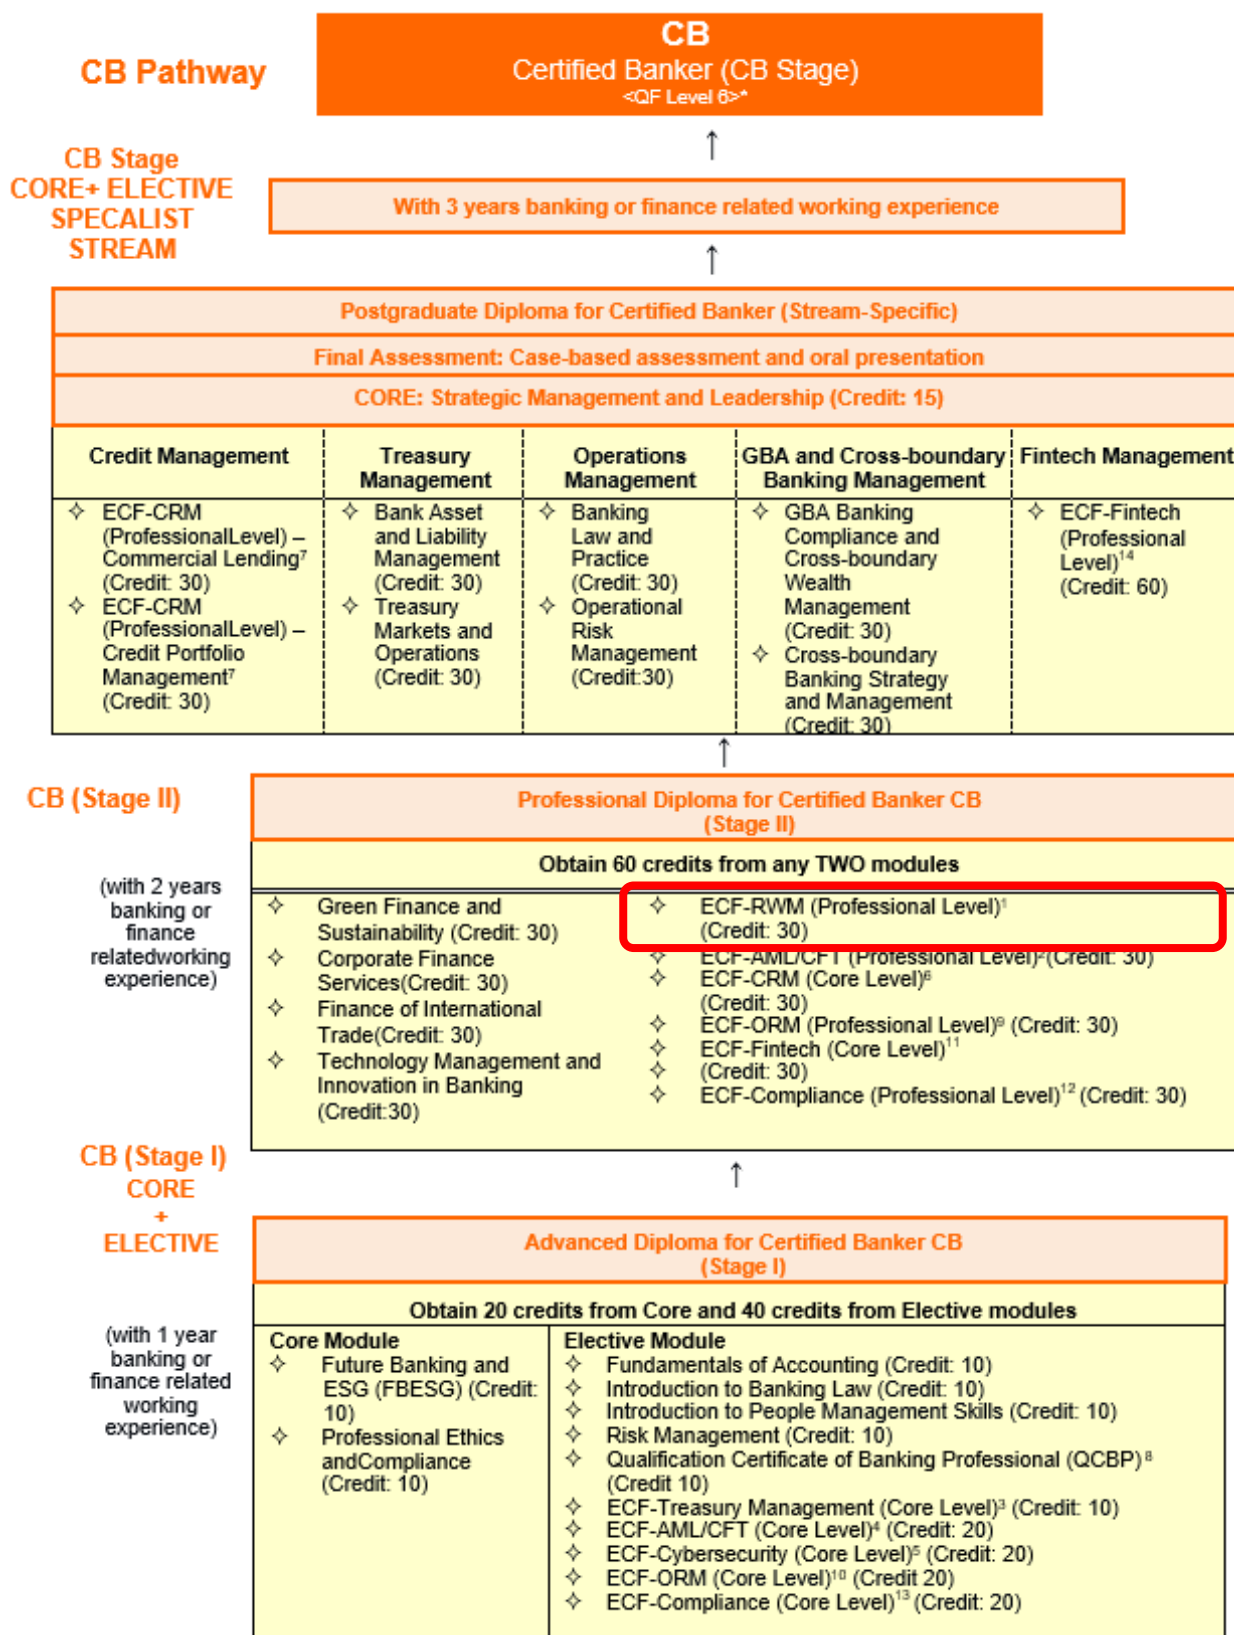 CB Pathway
CB
Certified Banker (CB Stage)
<QF Level 6>*
↑
CB Stage
CORE+ ELECTIVE
SPECALIST
STREAM
With 3 years banking or finance related working experience
↑
Postgraduate Diploma for Certified Banker (Stream-Specific)
Final Assessment: Case-based assessment and oral presentation
CORE: Strategic Management and Leadership (Credit: 15)
Credit Management
✧ ECF-CRM
(ProfessionalLevel) –
Commercial Lending⁷
(Credit: 30)
✧ ECF-CRM
(ProfessionalLevel) –
Credit Portfolio
Management⁷
(Credit: 30)
Treasury
Management
✧ Bank Asset
and Liability
Management
(Credit: 30)
✧ Treasury
Markets and
Operations
(Credit: 30)
Operations
Management
✧ Banking
Law and
Practice
(Credit: 30)
✧ Operational
Risk
Management
(Credit:30)
GBA and Cross-boundary
Banking Management
✧ GBA Banking
Compliance and
Cross-boundary
Wealth
Management
(Credit: 30)
✧ Cross-boundary
Banking Strategy
and Management
(Credit: 30)
Fintech Management
✧ ECF-Fintech
(Professional
Level)¹⁴
(Credit: 60)
↑
CB (Stage II)
(with 2 years
banking or
finance
relatedworking
experience)
Professional Diploma for Certified Banker CB
(Stage II)
Obtain 60 credits from any TWO modules
✧ Green Finance and
Sustainability (Credit: 30)
✧ Corporate Finance
Services(Credit: 30)
✧ Finance of International
Trade(Credit: 30)
✧ Technology Management and
Innovation in Banking
(Credit:30)
✧ ECF-RWM (Professional Level)¹
(Credit: 30)
✧ ECF-AML/CFT (Professional Level)²(Credit: 30)
✧ ECF-CRM (Core Level)⁶
(Credit: 30)
✧ ECF-ORM (Professional Level)⁹ (Credit: 30)
✧ ECF-Fintech (Core Level)¹¹
✧ (Credit: 30)
✧ ECF-Compliance (Professional Level)¹² (Credit: 30)
↑
CB (Stage I)
CORE
+
ELECTIVE
(with 1 year
banking or
finance related
working
experience)
Advanced Diploma for Certified Banker CB
(Stage I)
Obtain 20 credits from Core and 40 credits from Elective modules
Core Module
✧ Future Banking and
ESG (FBESG) (Credit:
10)
✧ Professional Ethics
andCompliance
(Credit: 10)
Elective Module
✧ Fundamentals of Accounting (Credit: 10)
✧ Introduction to Banking Law (Credit: 10)
✧ Introduction to People Management Skills (Credit: 10)
✧ Risk Management (Credit: 10)
✧ Qualification Certificate of Banking Professional (QCBP) ⁸
(Credit 10)
✧ ECF-Treasury Management (Core Level)³ (Credit: 10)
✧ ECF-AML/CFT (Core Level)⁴ (Credit: 20)
✧ ECF-Cybersecurity (Core Level)⁵ (Credit: 20)
✧ ECF-ORM (Core Level)¹⁰ (Credit 20)
✧ ECF-Compliance (Core Level)¹³ (Credit: 20)